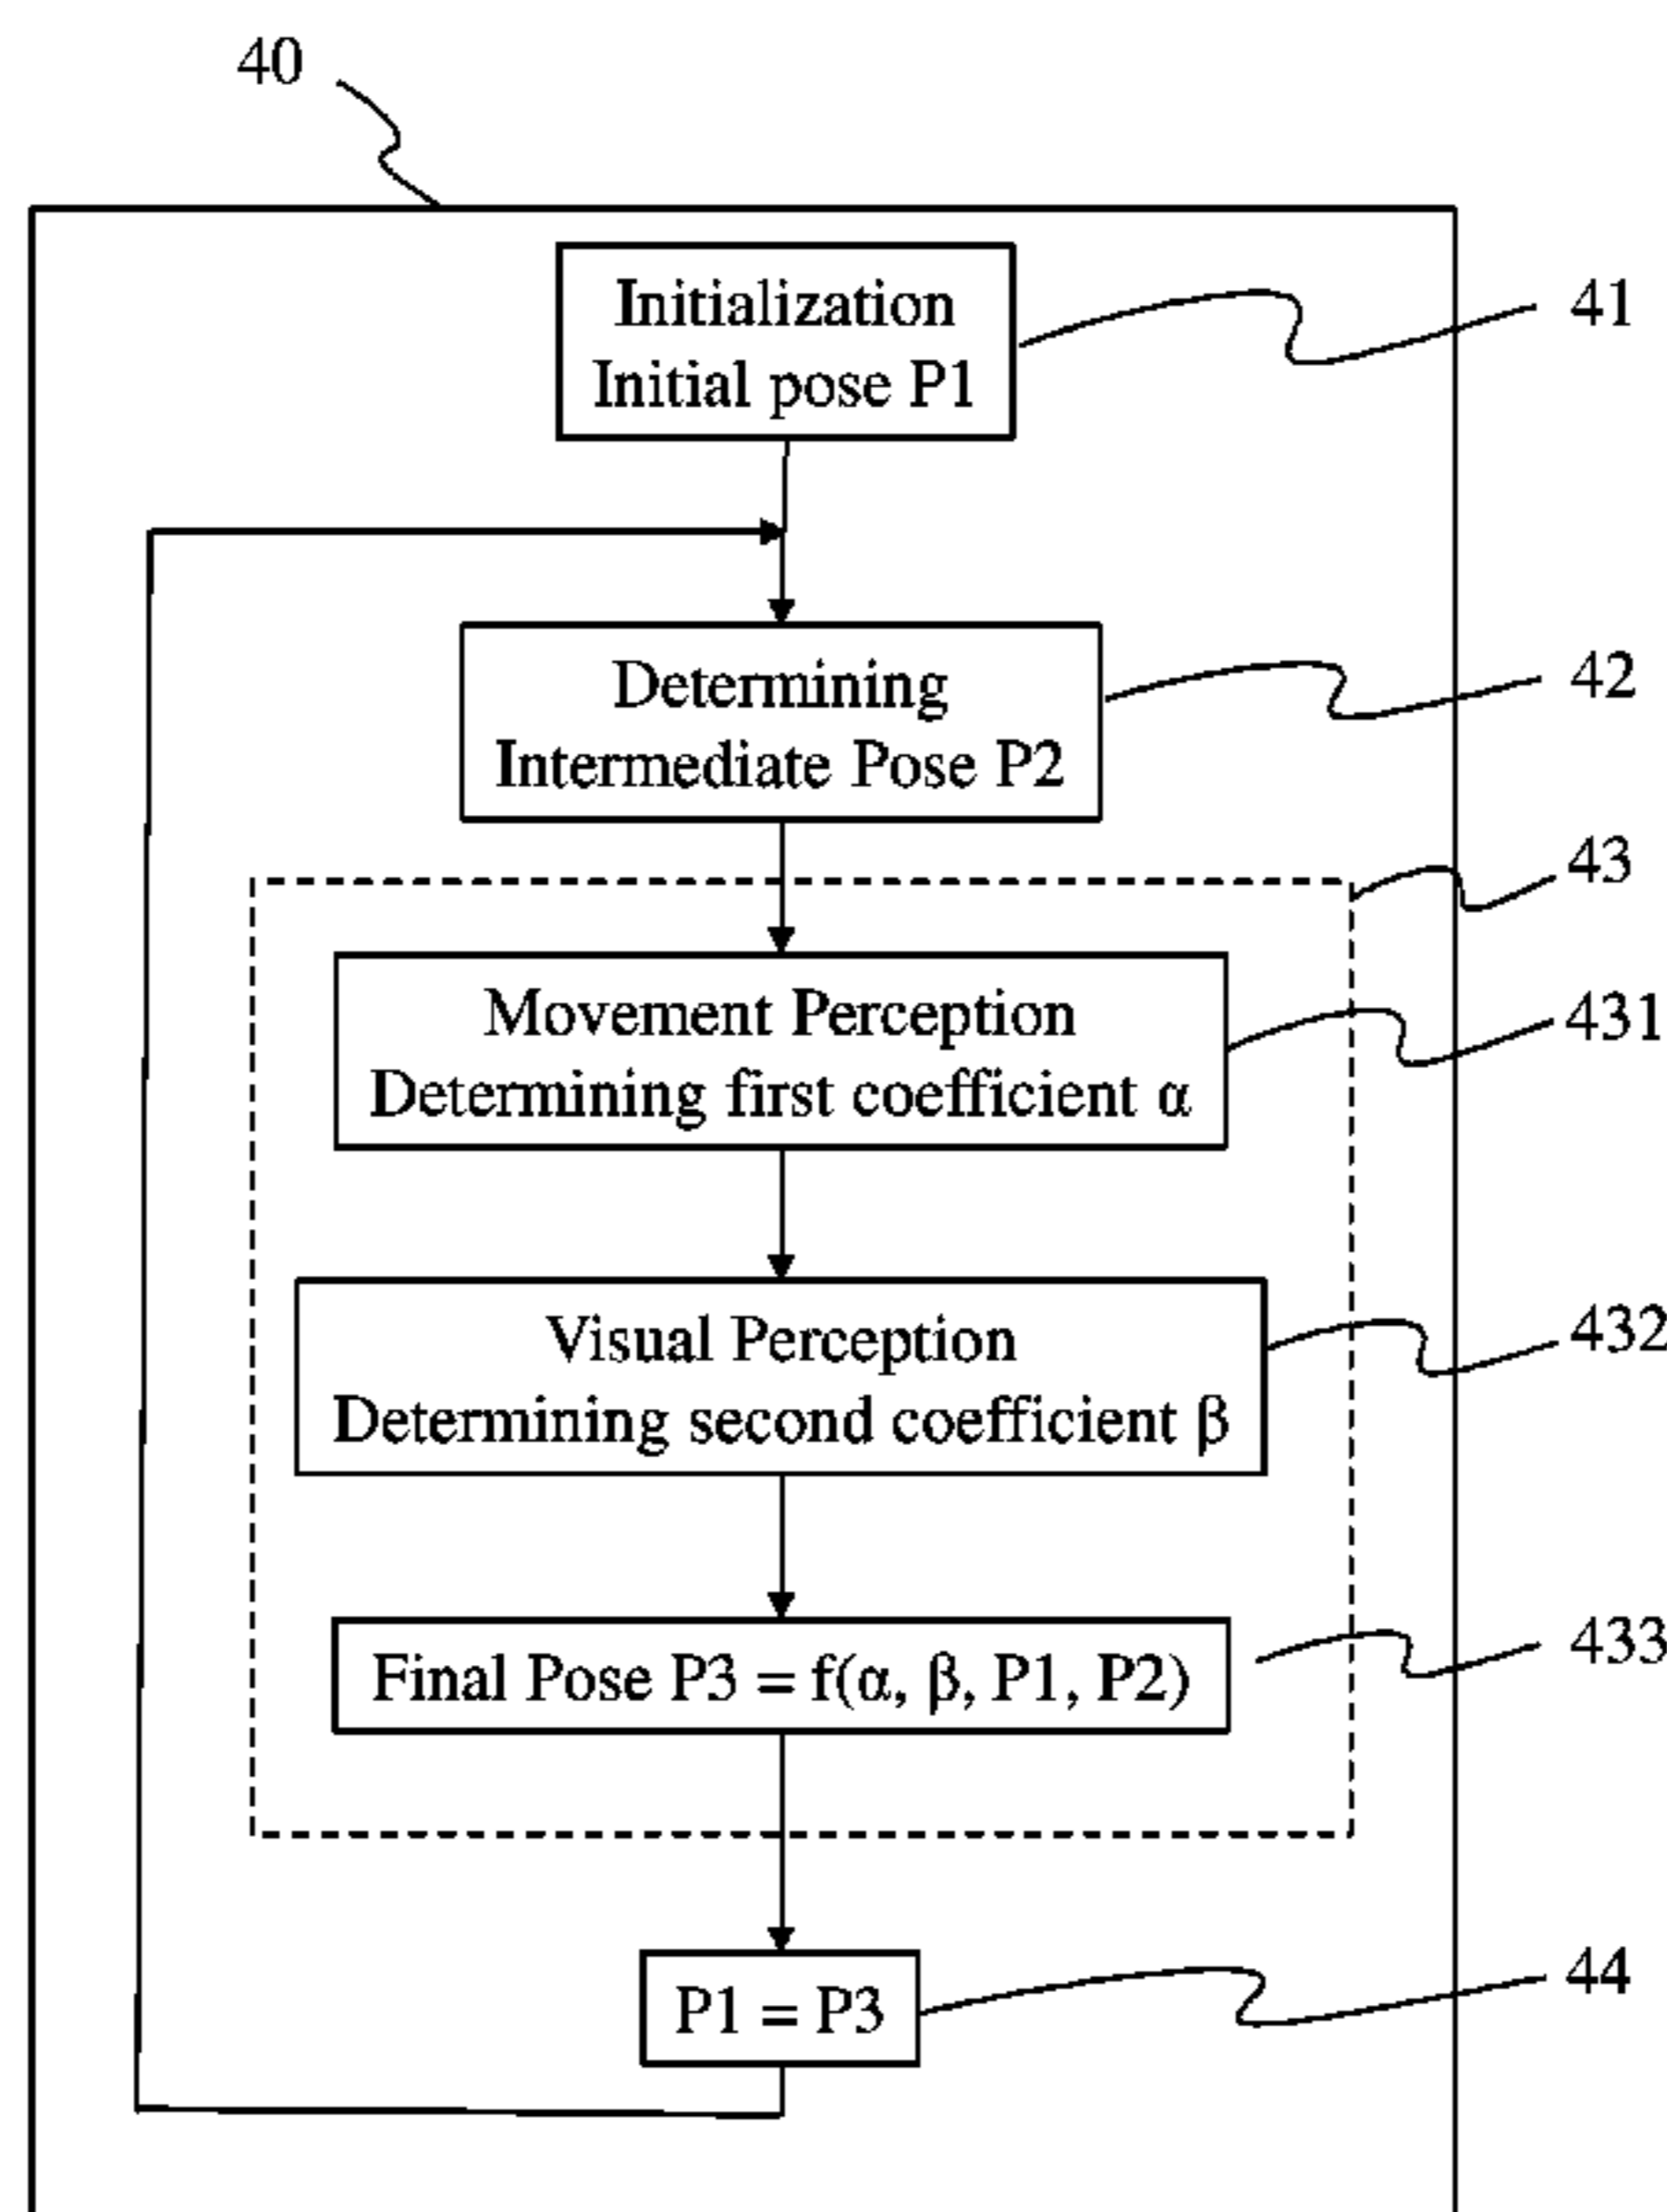 40
Initialization
Initial pose P1
41
Determining
Intermediate Pose P2
42
43
Movement Perception
Determining first coefficient α
431
Visual Perception
Determining second coefficient β
432
Final Pose P3 = f(α, β, P1, P2)
433
P1 = P3
44